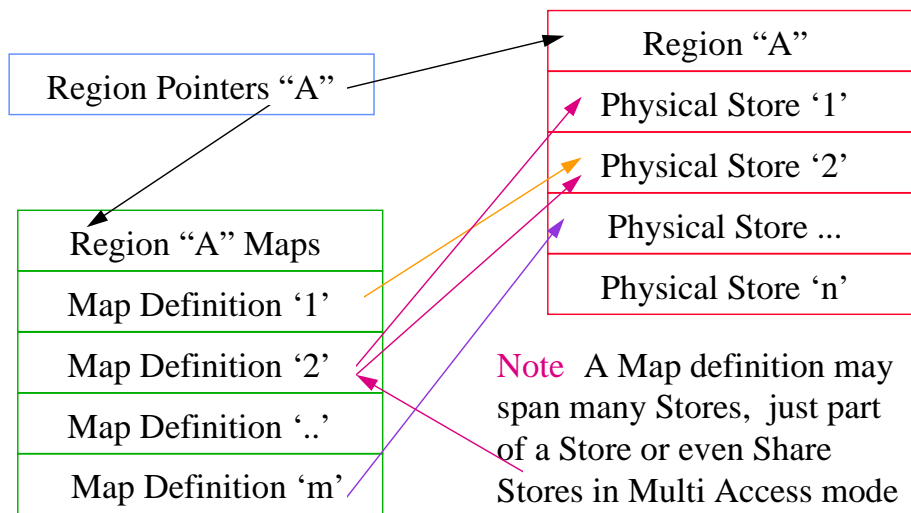 Region Pointers “A”
Region “A”
Physical Store ‘1’
Physical Store ‘2’
Physical Store ...
Physical Store ‘n’
Region “A” Maps
Map Definition ‘1’
Map Definition ‘2’
Map Definition ‘..’
Map Definition ‘m’
Note A Map definition may
span many Stores, just part
of a Store or even Share
Stores in Multi Access mode